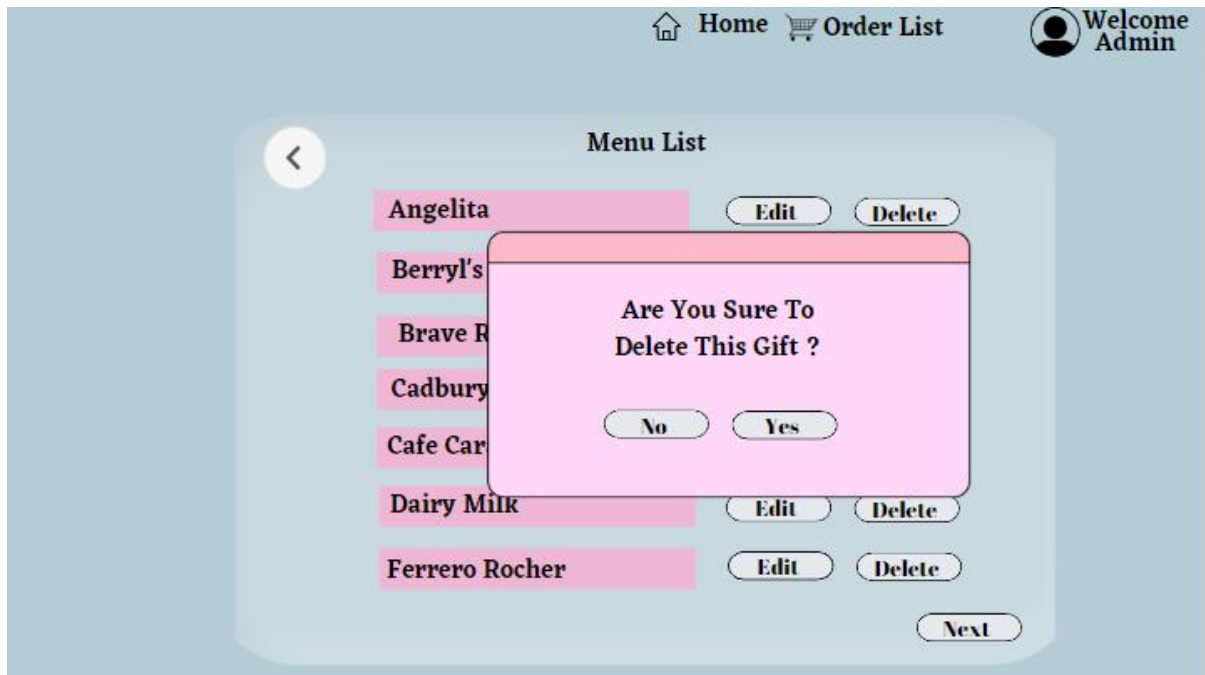 Home Order List Welcome
Admin
Menu List
Angelita Edit Delete
Berryl's
Brave R
Are You Sure To
Delete This Gift ?
Cadbury
Cafe Car
No Yes
Dairy Milk Edit Delete
Ferrero Rocher Edit Delete
Next